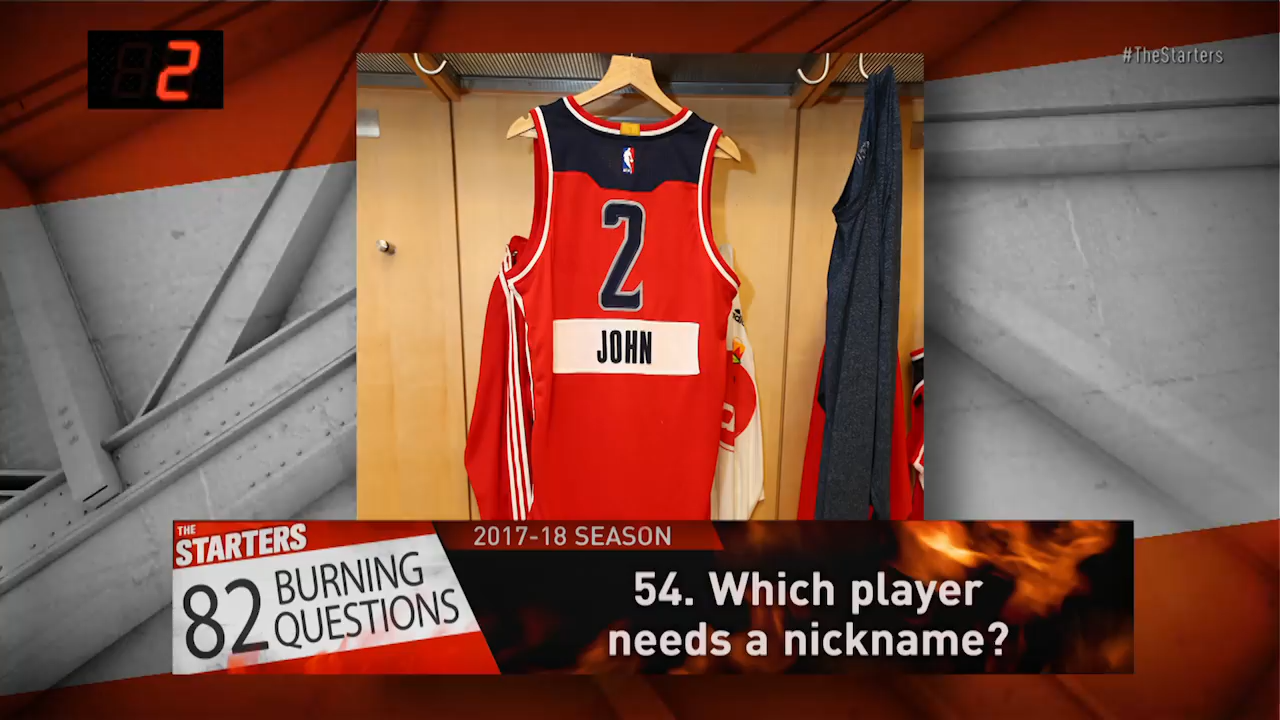 2
#TheStarters
2
JOHN
THE
STARTERS
82 BURNING
QUESTIONS
2017-18 SEASON
54. Which player
needs a nickname?